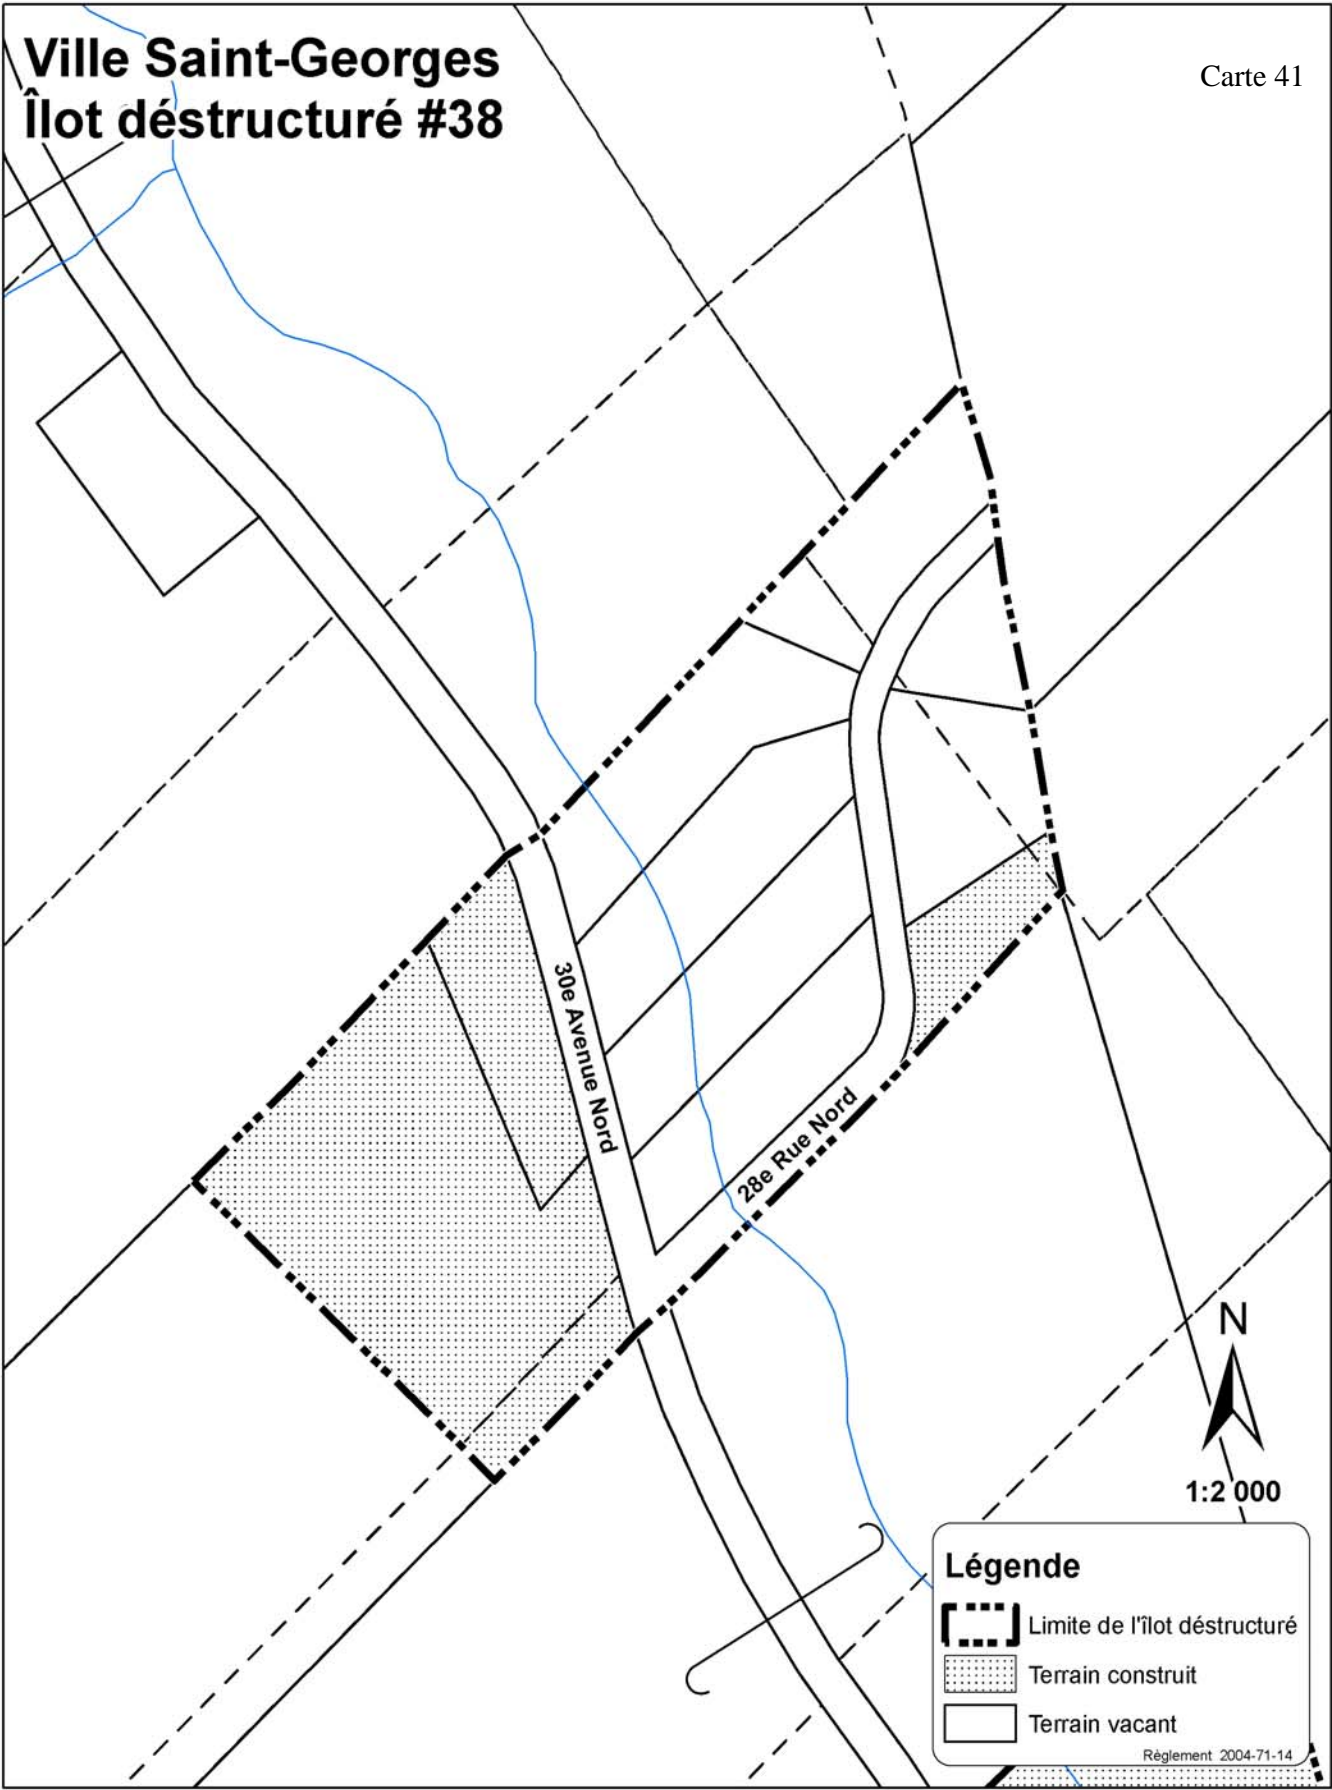 Ville Saint-Georges
Îlot déstructuré #38
Carte 41
30e Avenue Nord
28e Rue Nord
N
1:2 000
Légende
Limite de l'îlot déstructuré
Terrain construit
Terrain vacant
Règlement 2004-71-14